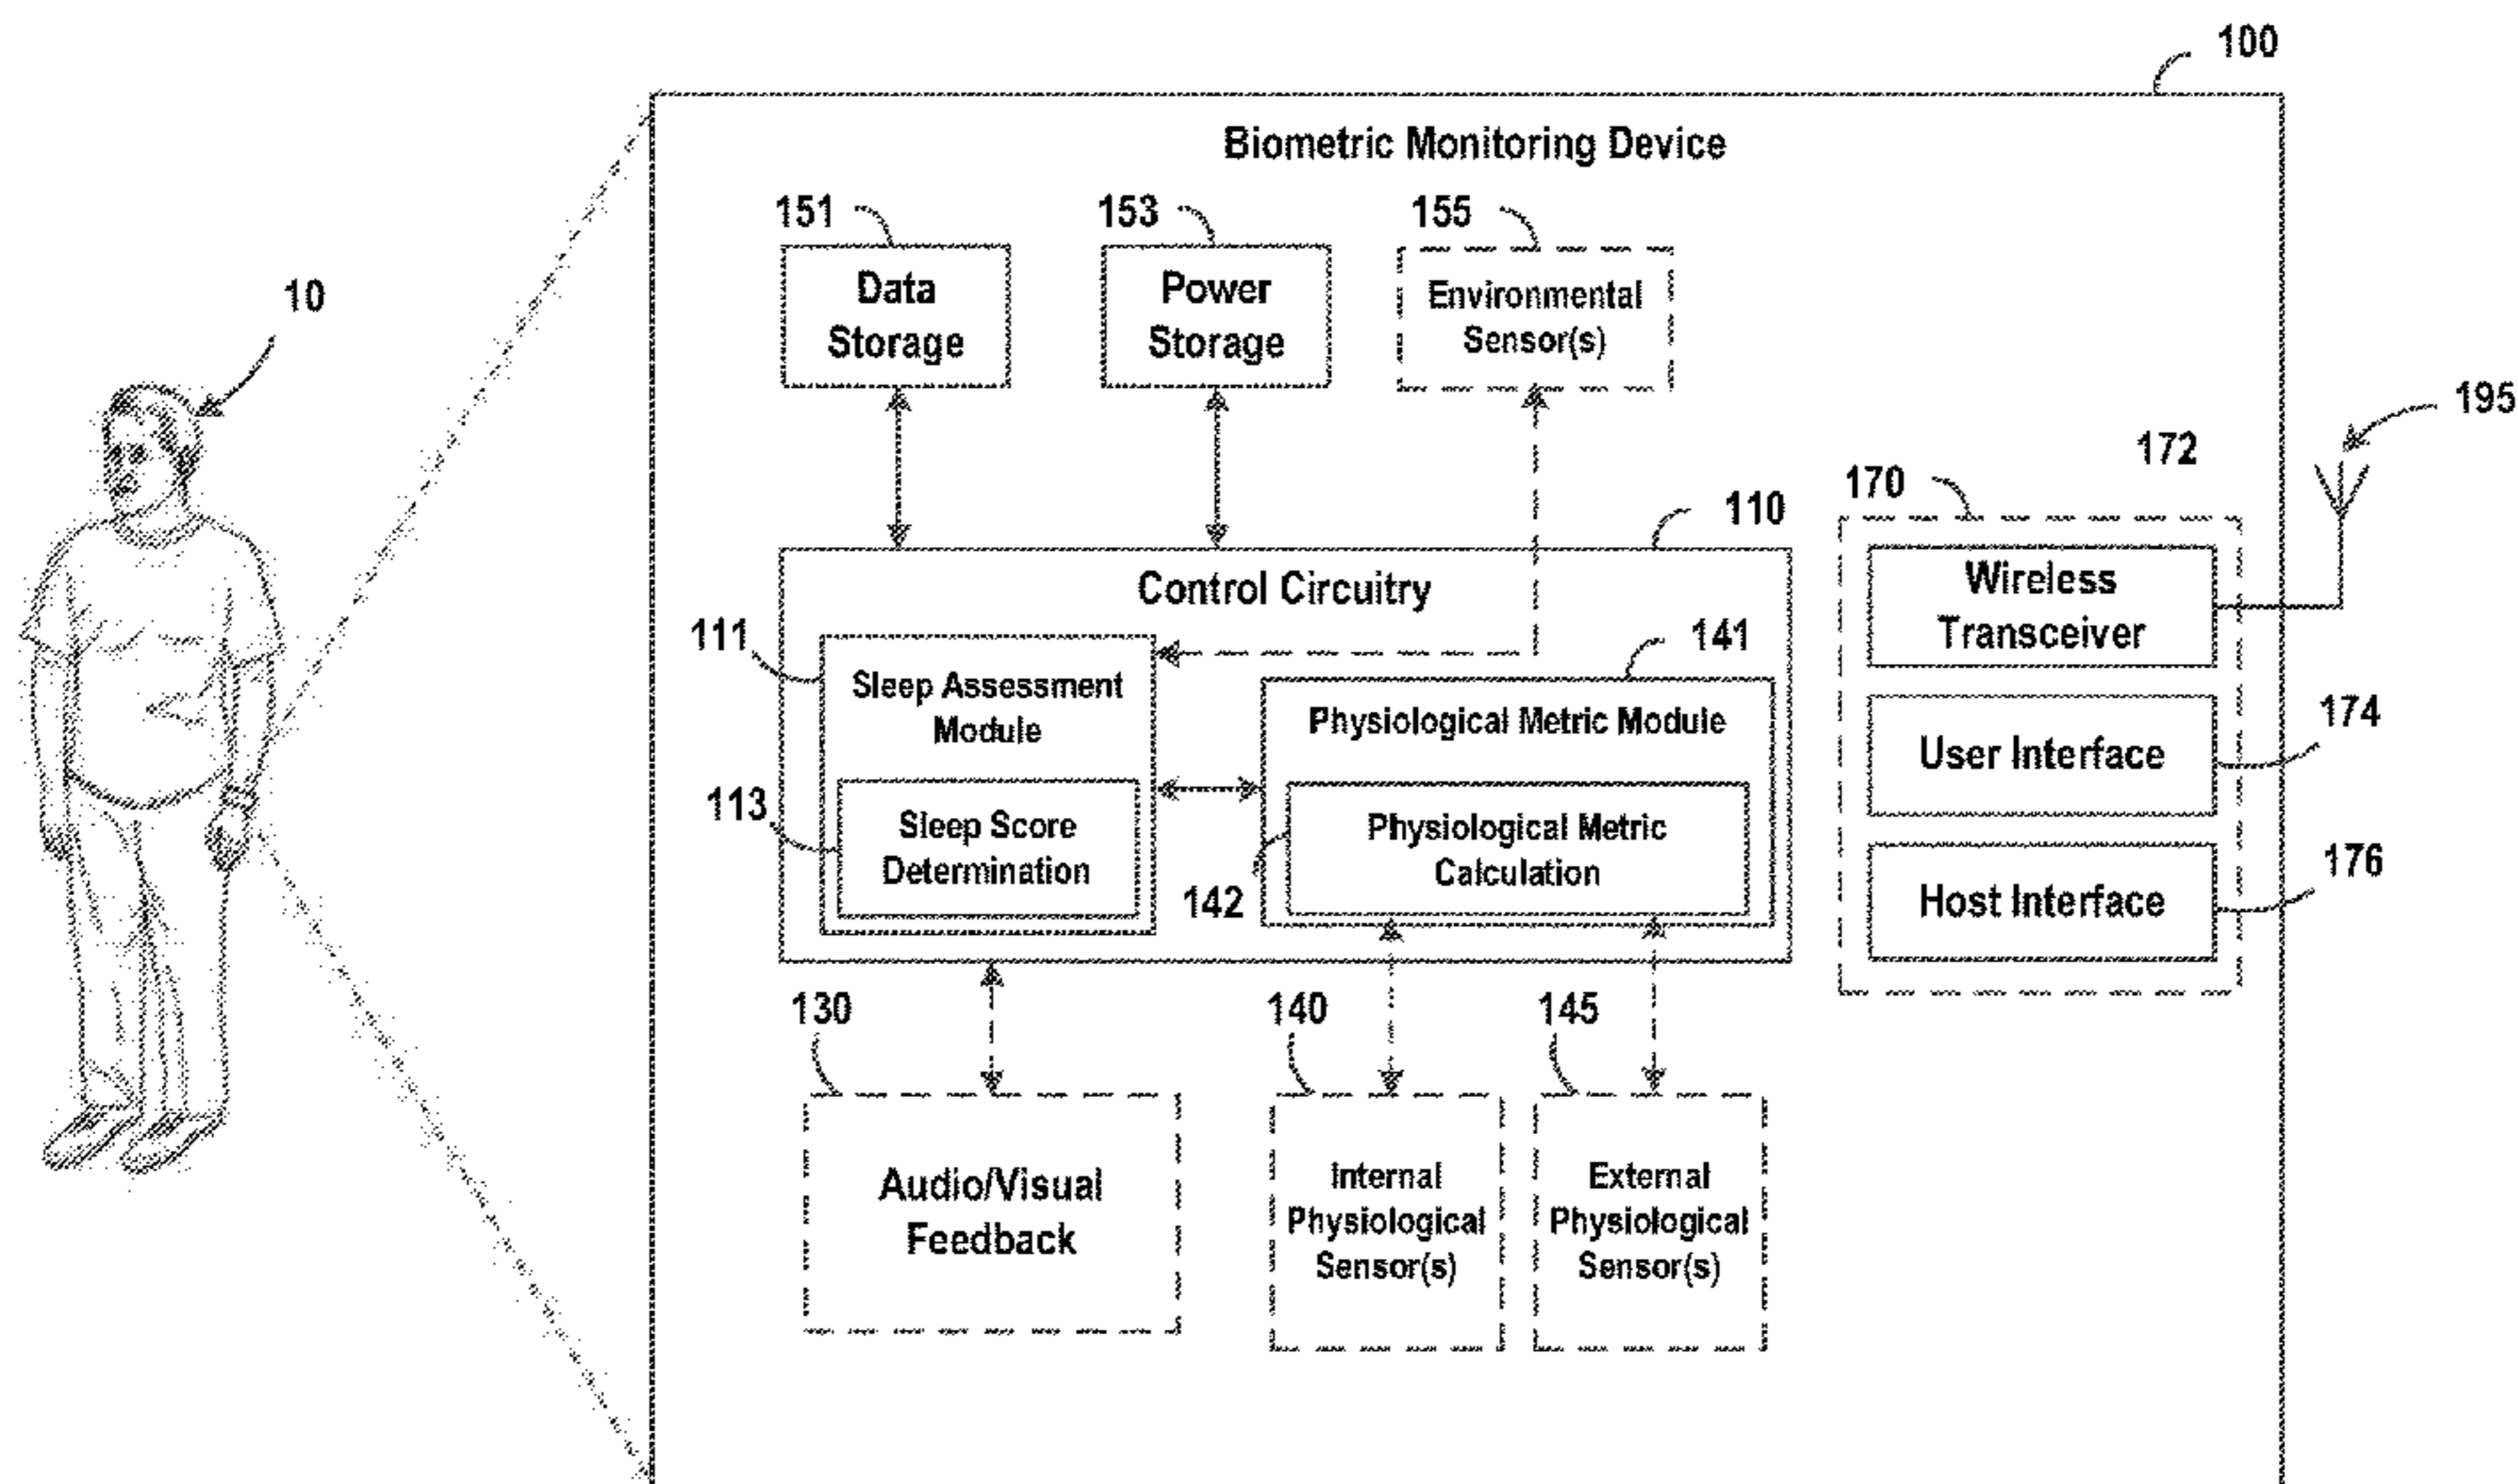 100
Biometric Monitoring Device
151
153
155
Data
Storage
Power
Storage
Environmental
Sensor(s)
10
195
172
170
110
Control Circuitry
Wireless
Transceiver
111
141
Sleep Assessment
Module
Physiological Metric Module
174
User Interface
113
Sleep Score
Determination
Physiological Metric
Calculation
142
176
Host Interface
130
140
145
Audio/Visual
Feedback
Internal
Physiological
Sensor(s)
External
Physiological
Sensor(s)